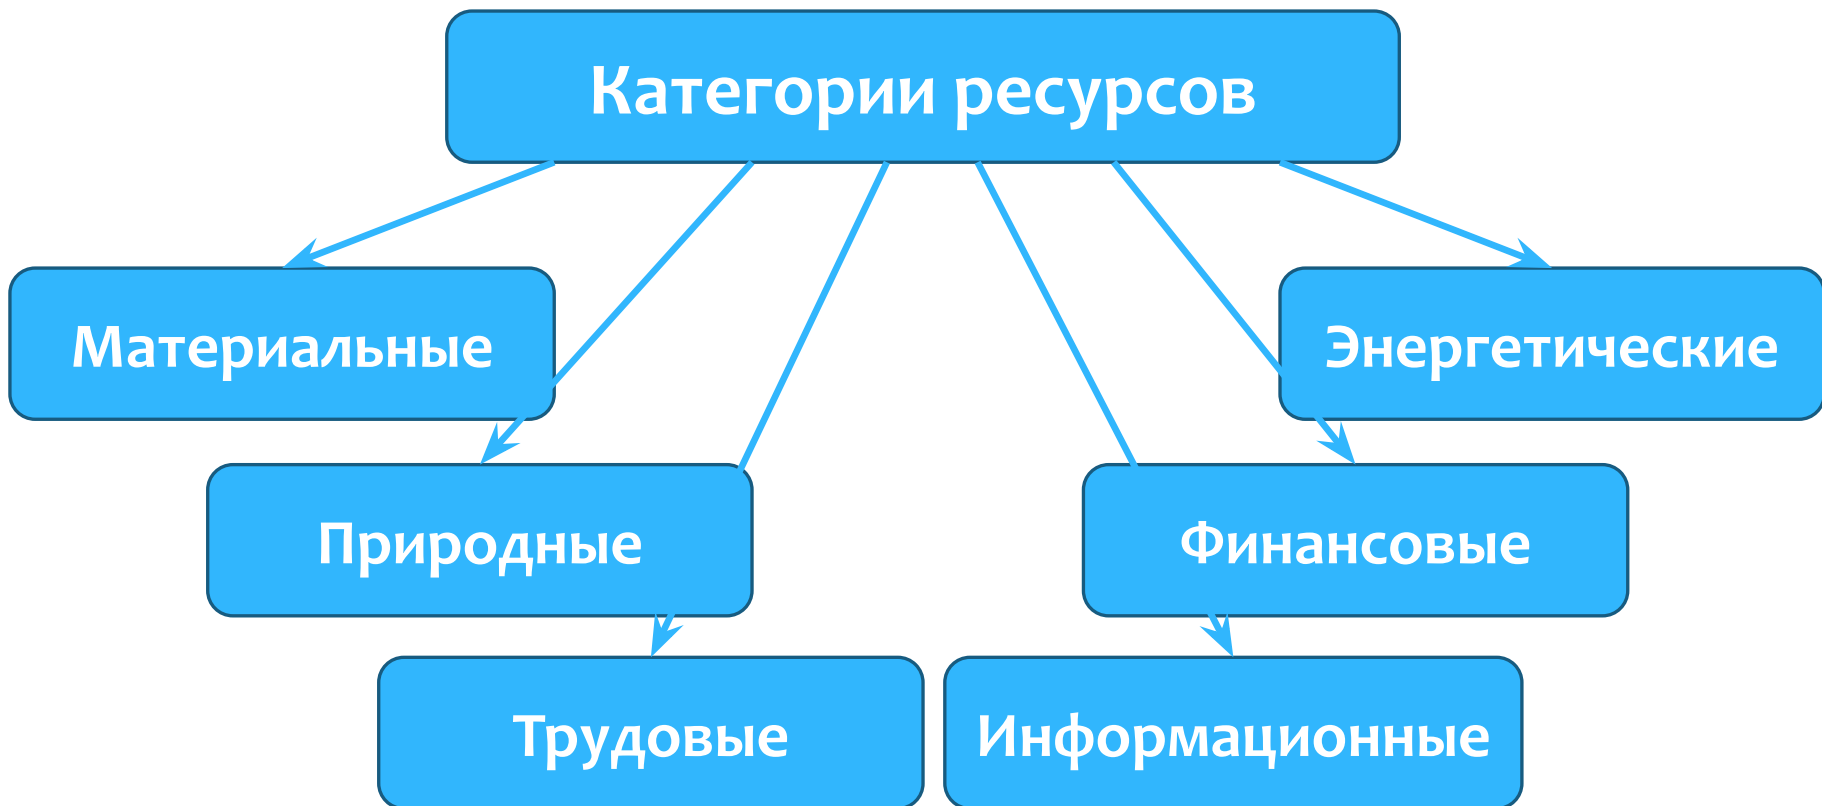 Категории ресурсов
Материальные
Энергетические
Природные
Финансовые
Трудовые
Информационные